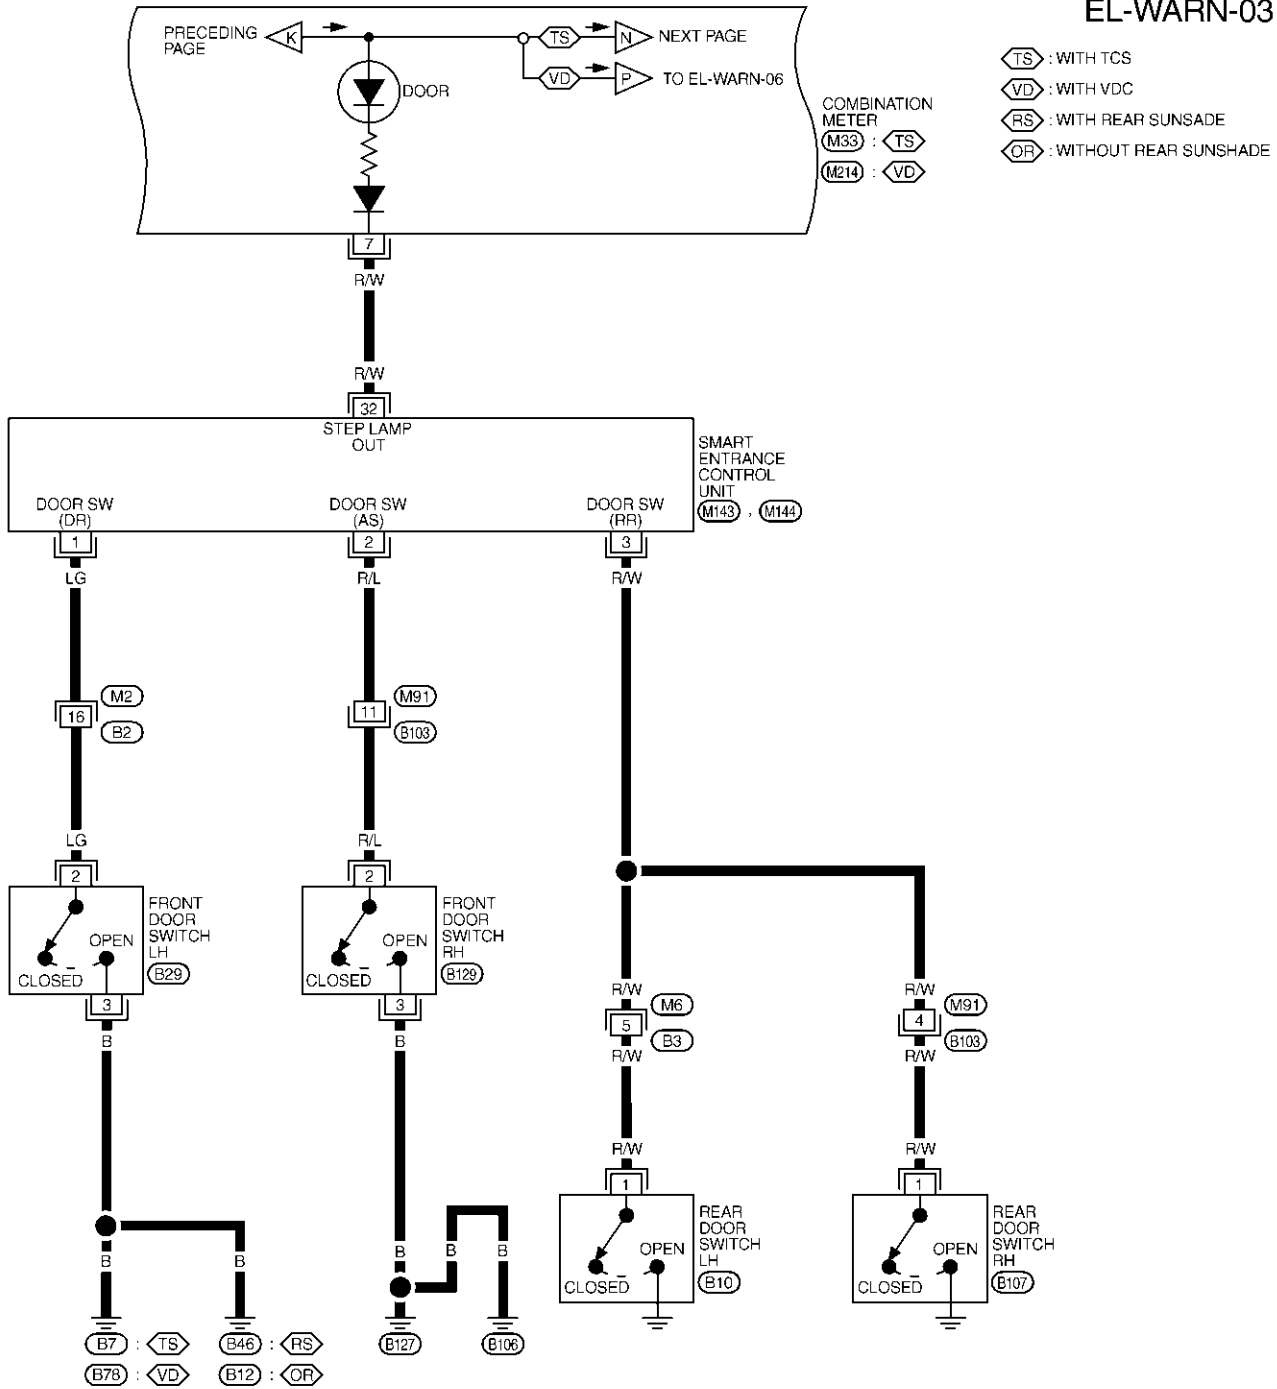 EL-WARN-03
PRECEDING
PAGE
K
TS
N
NEXT PAGE
VD
P
TO EL-WARN-06
DOOR
TS : WITH TCS
VD : WITH VDC
RS : WITH REAR SUNSADE
OR : WITHOUT REAR SUNSHADE
COMBINATION
METER
M33 : TS
M214 : VD
7
R/W
R/W
32
STEP LAMP
OUT
SMART
ENTRANCE
CONTROL
UNIT
M143 , M144
DOOR SW
(DR)
DOOR SW
(AS)
DOOR SW
(RR)
1
2
3
LG
R/L
R/W
M2
16
B2
M91
11
B103
LG
R/L
2
2
FRONT
DOOR
SWITCH
LH
B29
OPEN
CLOSED
FRONT
DOOR
SWITCH
RH
B129
OPEN
CLOSED
3
3
B
B
R/W
R/W
M6
5
B3
M91
4
B103
R/W
R/W
R/W
R/W
1
1
REAR
DOOR
SWITCH
LH
B10
OPEN
CLOSED
REAR
DOOR
SWITCH
RH
B107
OPEN
CLOSED
B
B
B
B
B
B7 : TS
B46 : RS
B127
B106
B78 : VD
B12 : OR